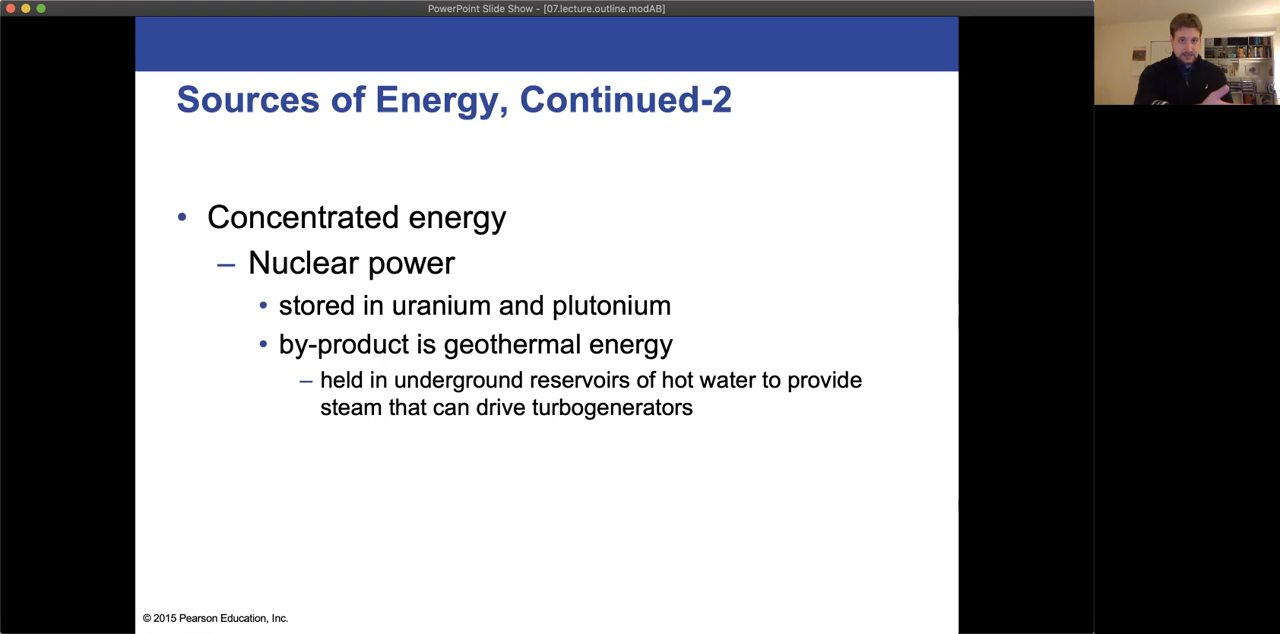 PowerPoint Slide Show - [07.lecture.outline.modAB]
Sources of Energy, Continued-2
• Concentrated energy
– Nuclear power
• stored in uranium and plutonium
• by-product is geothermal energy
– held in underground reservoirs of hot water to provide
steam that can drive turbogenerators
© 2015 Pearson Education, Inc.